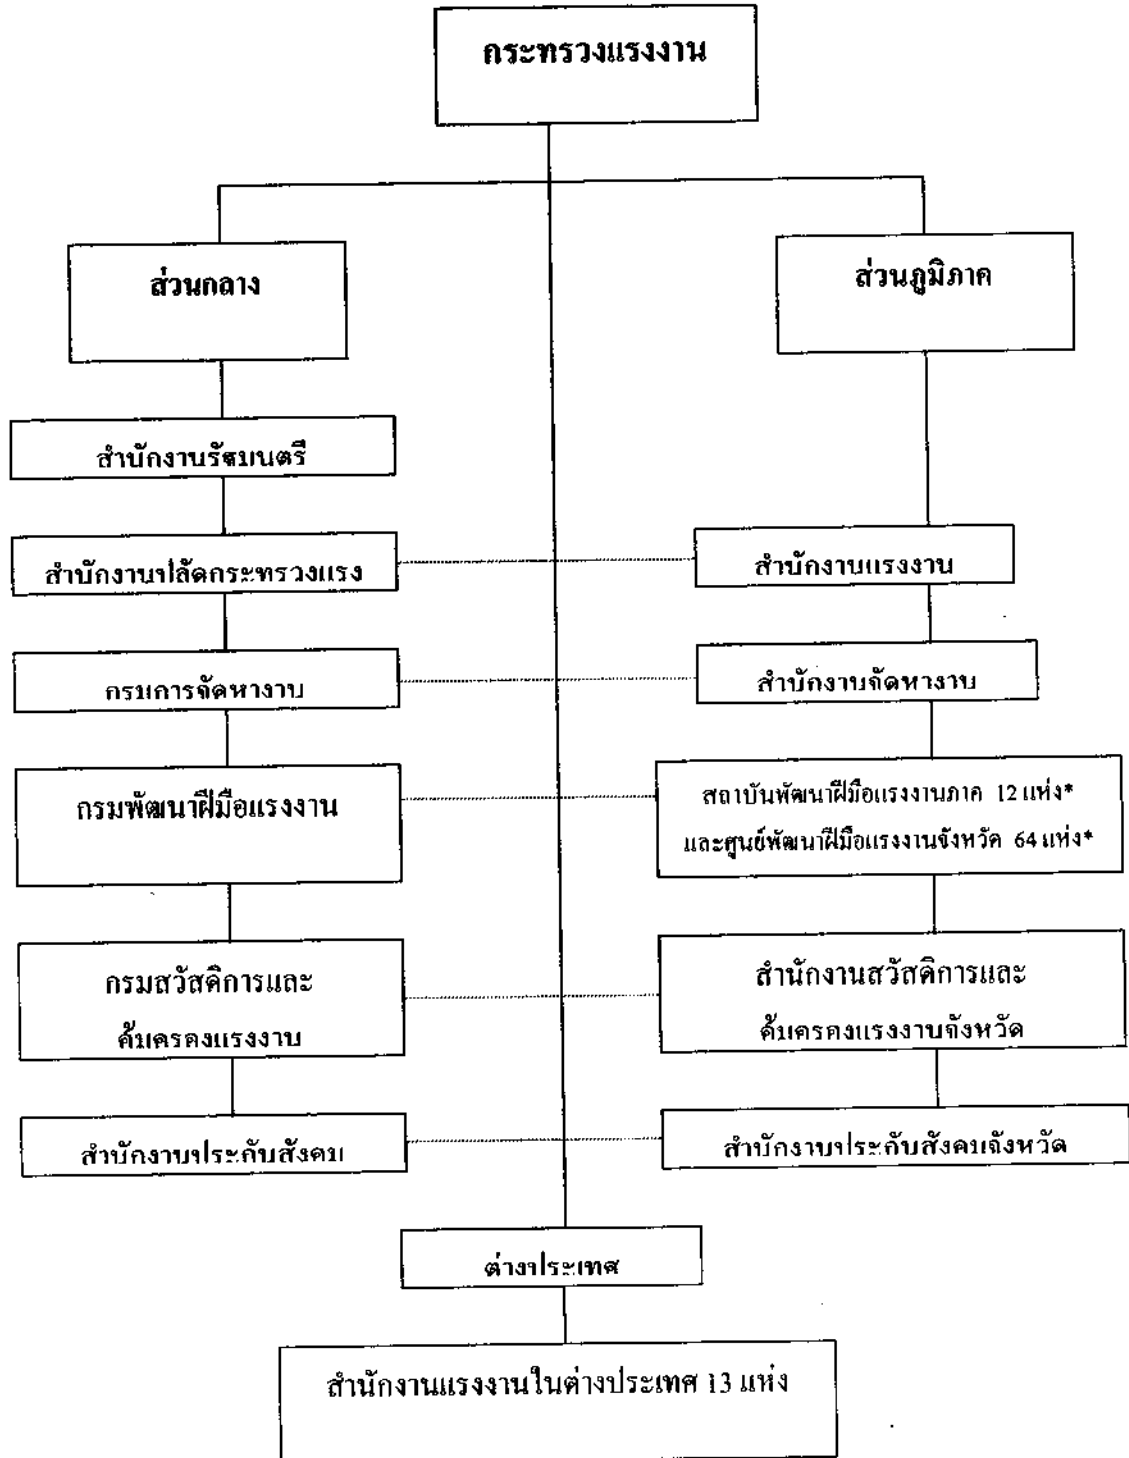 กระทรวงแรงงาน
ส่วนกลาง
ส่วนภูมิภาค
สำนักงานรัฐมนตรี
สำนักงานปลัดกระทรวงแรง
สำนักงานแรงงาน
กรมการจัดหางาน
สำนักงานจัดหางาน
กรมพัฒนาฝีมือแรงงาน
สถาบันพัฒนาฝีมือแรงงานภาค 12 แห่ง*
และศูนย์พัฒนาฝีมือแรงงานจังหวัด 64 แห่ง*
กรมสวัสดิการและ
คุ้มครองแรงงาน
สำนักงานสวัสดิการและ
คุ้มครองแรงงานจังหวัด
สำนักงานประกันสังคม
สำนักงานประกันสังคมจังหวัด
ต่างประเทศ
สำนักงานแรงงานในต่างประเทศ 13 แห่ง